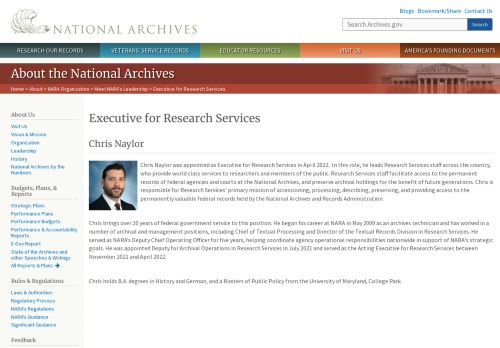 Blogs · Bookmark/Share · Contact Us
NATIONAL ARCHIVES
Search Archives.gov
Search
RESEARCH OUR RECORDS
VETERANS' SERVICE RECORDS
EDUCATOR RESOURCES
VISIT US
AMERICA'S FOUNDING DOCUMENTS
About the National Archives
Home > About > NARA Organization > Meet NARA's Leadership > Executive for Research Services
About Us
Visit Us
Vision & Mission
Organization
Leadership
History
National Archives by the
Numbers
Budgets, Plans, &
Reports
Strategic Plans
Performance Plans
Performance Budgets
Performance & Accountability
Reports
E-Gov Report
State of the Archives and
other Speeches & Writings
All Reports & Plans →
Rules & Regulations
Laws & Authorities
Regulatory Process
NARA's Regulations
NARA's Guidance
Significant Guidance
Feedback
Executive for Research Services
Chris Naylor
Chris Naylor was appointed as Executive for Research Services in April 2022. In this role, he leads Research Services staff across the country,
who provide world class services to researchers and members of the public. Research Services staff facilitate access to the permanent
records of federal agencies and courts at the National Archives, and preserve archival holdings for the benefit of future generations. Chris is
responsible for Research Services' primary mission of accessioning, processing, describing, preserving, and providing access to the
permanently valuable federal records held by the National Archives and Records Administration.
Chris brings over 20 years of federal government service to this position. He began his career at NARA in May 2000 as an archives technician and has worked in a
number of archival and management positions, including Chief of Textual Processing and Director of the Textual Records Division in Research Services. He
served as NARA's Deputy Chief Operating Officer for five years, helping coordinate agency operational responsibilities nationwide in support of NARA's strategic
goals. He was appointed Deputy for Archival Operations in Research Services in July 2021 and served as the Acting Executive for Research Services between
November 2021 and April 2022.
Chris holds B.A. degrees in History and German, and a Masters of Public Policy from the University of Maryland, College Park.